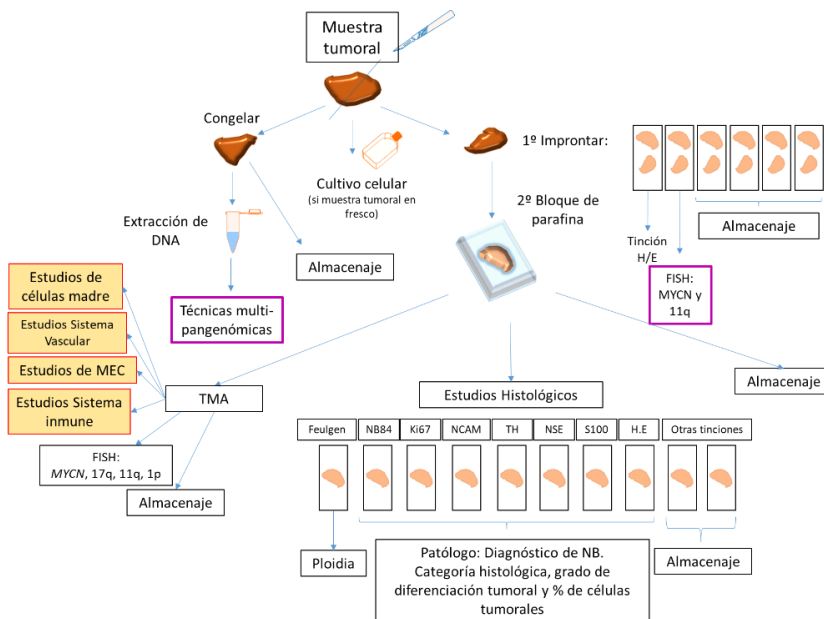 Muestra
tumoral
Congelar
1º Improntar:
Cultivo celular
(si muestra tumoral en
fresco)
2º Bloque de
parafina
Extracción de
DNA
Almacenaje
Tinción
H/E
Almacenaje
FISH:
MYCN y
11q
Técnicas multi-
pangenómicas
Estudios de
células madre
Estudios Sistema
Vascular
Estudios de MEC
Estudios Sistema
inmune
TMA
Estudios Histológicos
Almacenaje
FISH:
MYCN, 17q, 11q, 1p
Almacenaje
Feulgen NB84 Ki67 NCAM TH NSE S100 H.E Otras tinciones
Ploidia
Patólogo: Diagnóstico de NB.
Categoría histológica, grado de
diferenciación tumoral y % de células
tumorales
Almacenaje